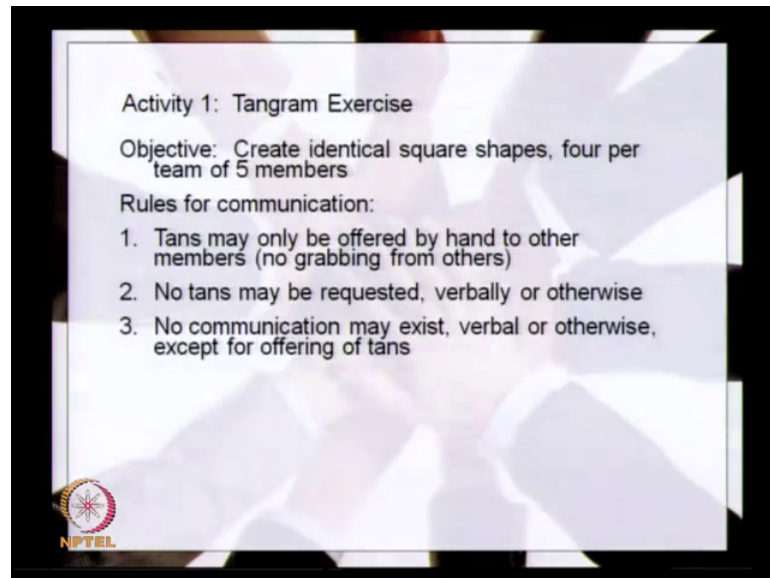 Activity 1: Tangram Exercise
Objective: Create identical square shapes, four per
team of 5 members
Rules for communication:
1. Tans may only be offered by hand to other
members (no grabbing from others)
2. No tans may be requested, verbally or otherwise
3. No communication may exist, verbal or otherwise,
except for offering of tans
NPTEL